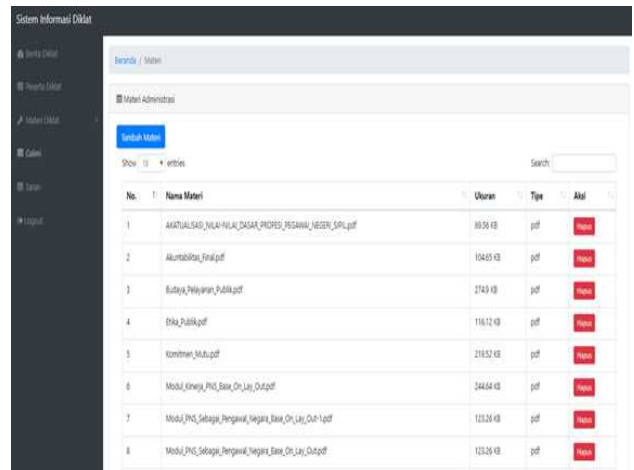 Sistem Informasi Diklat
Berita Diklat
Peserta Diklat
Materi Diklat
Galeri
Saran
Logout
Beranda / Materi
Materi Administrasi
Tambah Materi
Show 10 entries
Search:
No. Nama Materi Ukuran Tipe Aksi
1 AKATUALISASI_NILAI-NILAI_DASAR_PROFESI_PEGAWAI_NEGERI_SIPIL.pdf 69.56 KB pdf Hapus
2 Akuntabilitas_Final.pdf 104.65 KB pdf Hapus
3 Budaya_Pelayanan_Publik.pdf 274.9 KB pdf Hapus
4 Etika_Publik.pdf 116.12 KB pdf Hapus
5 Komitmen_Mutu.pdf 219.52 KB pdf Hapus
6 Modul_Kinerja_PNS_Base_On_Lay_Out.pdf 244.64 KB pdf Hapus
7 Modul_PNS_Sebagai_Pengawal_Negara_Base_On_Lay_Out-1.pdf 123.26 KB pdf Hapus
8 Modul_PNS_Sebagai_Pengawal_Negara_Base_On_Lay_Out.pdf 123.26 KB pdf Hapus